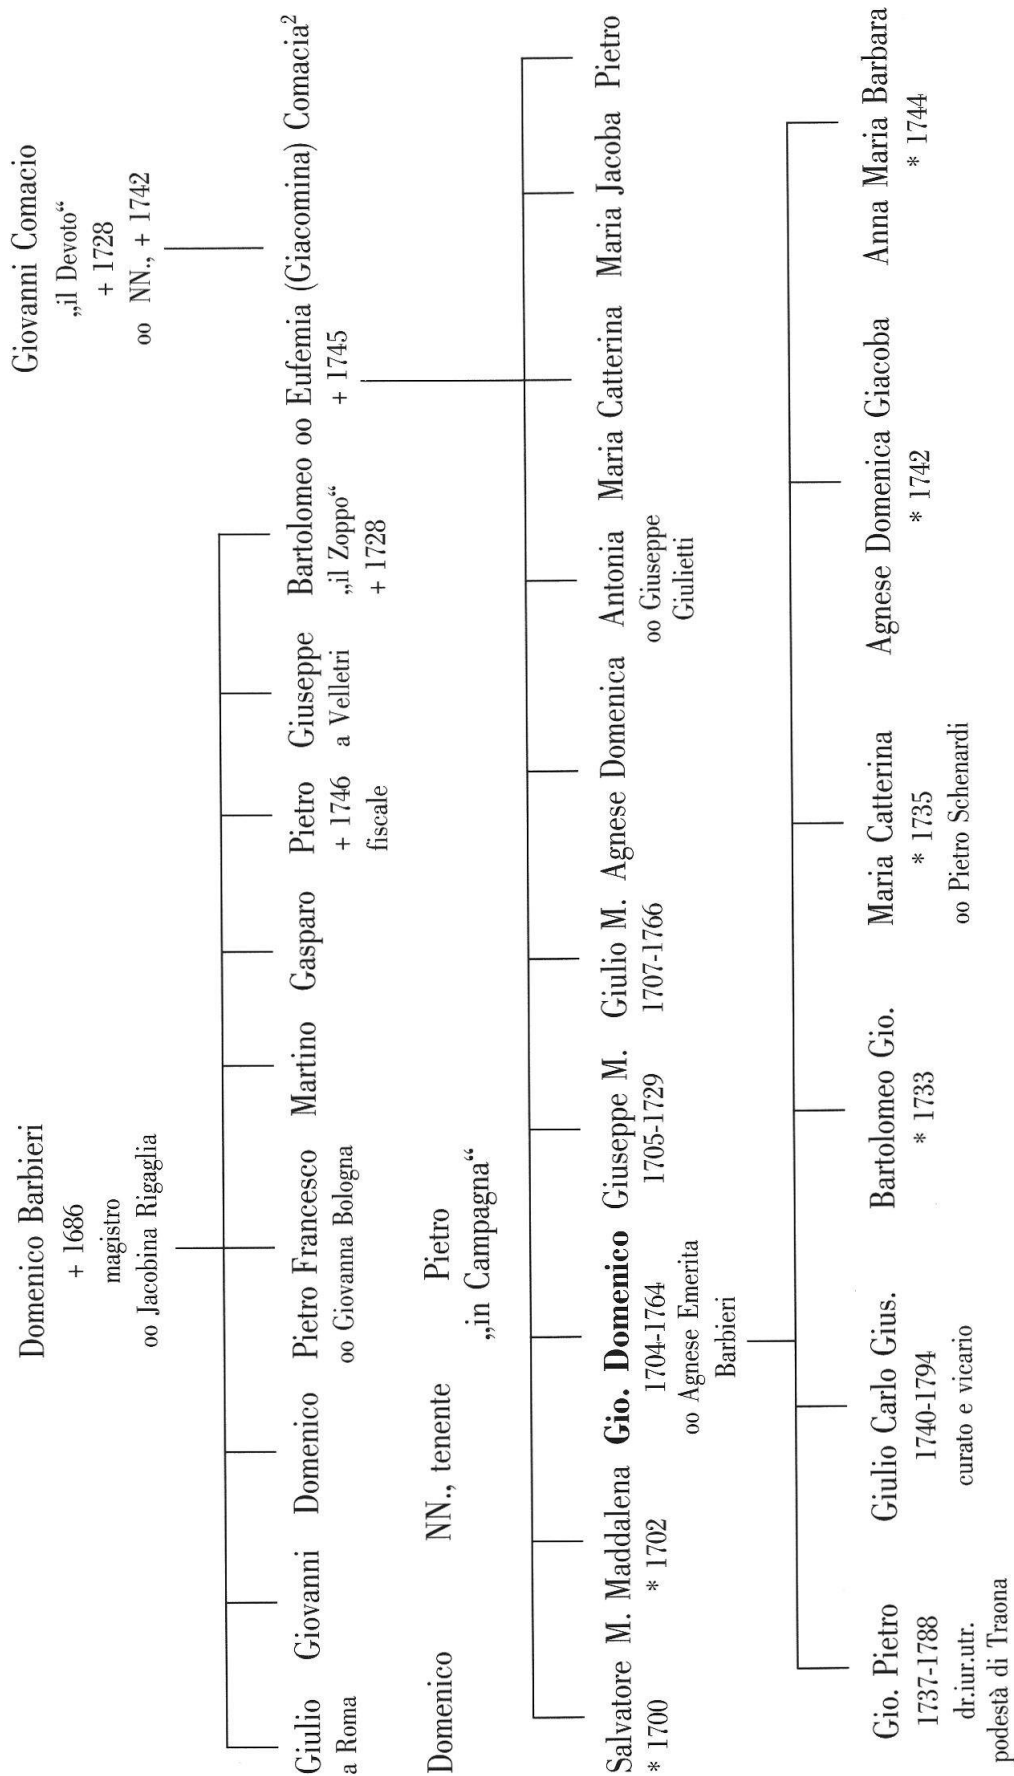 Domenico Barbieri
+ 1686
magistro
oo Jacobina Rigaglia
Giovanni Comacio
„il Devoto“
+ 1728
oo NN., + 1742
Giulio
a Roma
Giovanni
Domenico
Pietro Francesco
oo Giovanna Bologna
Martino
Gasparo
Pietro
+ 1746
fiscale
Giuseppe
a Velletri
Bartolomeo oo Eufemia (Giacomina) Comacia²
„il Zoppo“
+ 1728
+ 1745
Domenico
NN., tenente
Pietro
„in Campagna“
Salvatore
* 1700
M. Maddalena
* 1702
Gio. Domenico
1704-1764
oo Agnese Emerita
Barbieri
Giuseppe M.
1705-1729
Giulio M.
1707-1766
Agnese Domenica
Antonia
oo Giuseppe
Giulietti
Maria Catterina
Maria Jacoba
Pietro
Gio. Pietro
1737-1788
dr.iur.utr.
podestà di Traona
Giulio Carlo Gius.
1740-1794
curato e vicario
Bartolomeo Gio.
* 1733
Maria Catterina
* 1735
oo Pietro Schenardi
Agnese Domenica Giacoba
* 1742
Anna Maria Barbara
* 1744